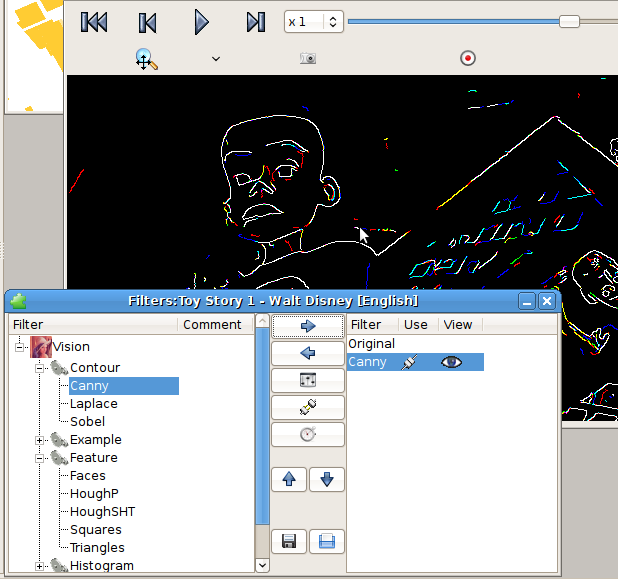 x 1
Filters:Toy Story 1 - Walt Disney [English]
Filter Comment
Vision
Contour
Canny
Laplace
Sobel
Example
Feature
Faces
HoughP
HoughSHT
Squares
Triangles
Histogram
Filter Use View
Original
Canny